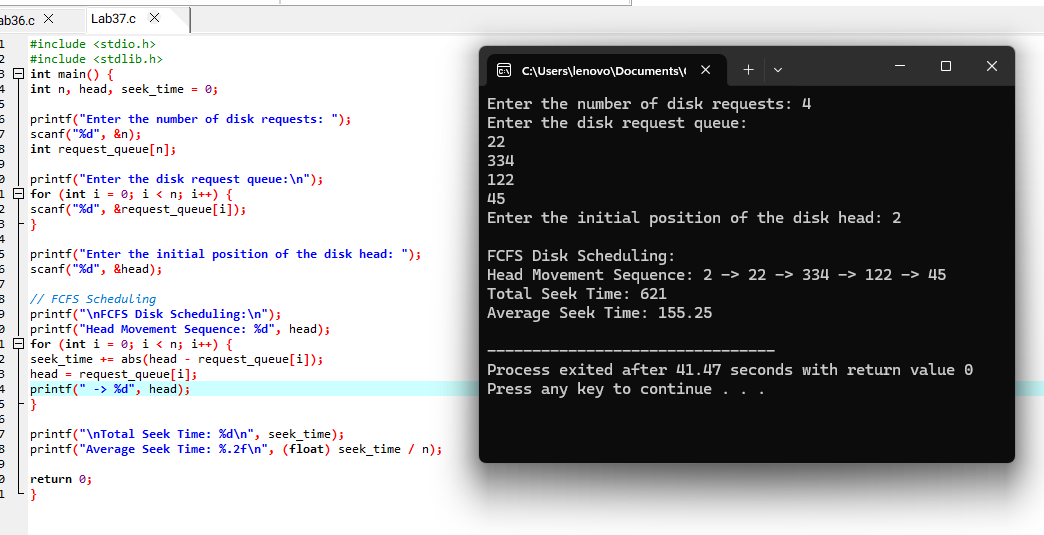 ab36.c Lab37.c
1 #include <stdio.h>
2 #include <stdlib.h>
3 int main() {
4 int n, head, seek_time = 0;
5
6 printf("Enter the number of disk requests: ");
7 scanf("%d", &n);
8 int request_queue[n];
9
0 printf("Enter the disk request queue:\n");
1 for (int i = 0; i < n; i++) {
2 scanf("%d", &request_queue[i]);
3 }
4
5 printf("Enter the initial position of the disk head: ");
6 scanf("%d", &head);
7
8 // FCFS Scheduling
9 printf("\nFCFS Disk Scheduling:\n");
0 printf("Head Movement Sequence: %d", head);
1 for (int i = 0; i < n; i++) {
2 seek_time += abs(head - request_queue[i]);
3 head = request_queue[i];
4 printf(" -> %d", head);
5 }
6
7 printf("\nTotal Seek Time: %d\n", seek_time);
8 printf("Average Seek Time: %.2f\n", (float) seek_time / n);
9
0 return 0;
1 }
C:\Users\lenovo\Documents\
Enter the number of disk requests: 4
Enter the disk request queue:
22
334
122
45
Enter the initial position of the disk head: 2
FCFS Disk Scheduling:
Head Movement Sequence: 2 -> 22 -> 334 -> 122 -> 45
Total Seek Time: 621
Average Seek Time: 155.25
--------------------------------
Process exited after 41.47 seconds with return value 0
Press any key to continue . . .